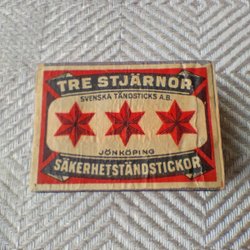 TRE STJÄRNOR
SVENSKA TÄNDSTICKS A.B.
JÖNKÖPING
SÄKERHETSTÄNDSTICKOR